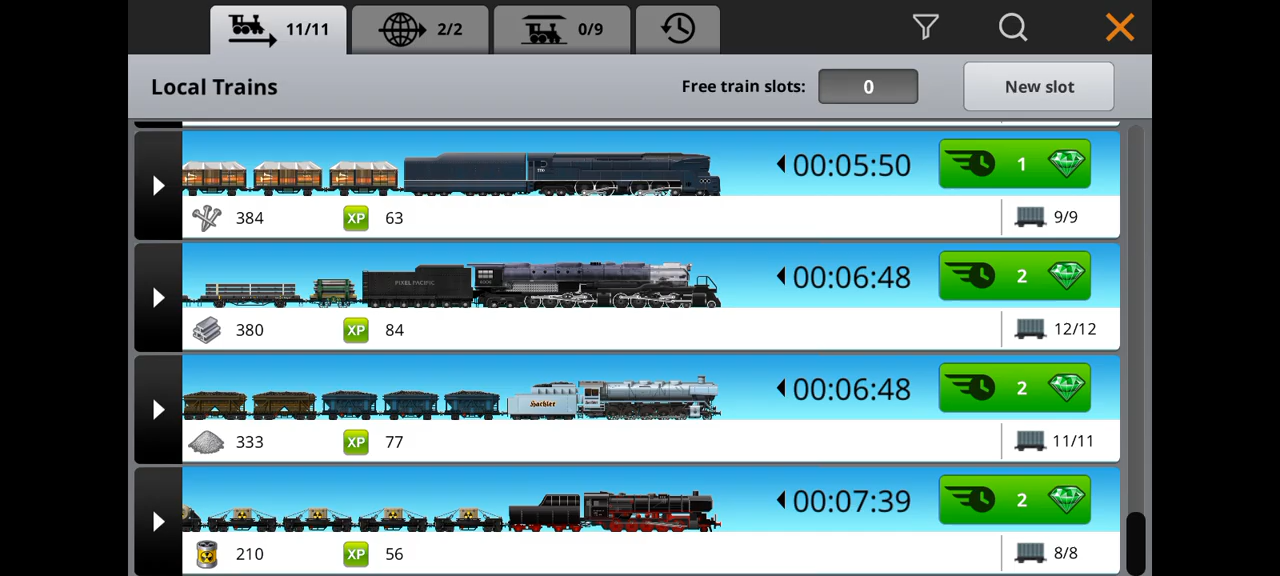 11/11
2/2
0/9
Local Trains
Free train slots:
0
New slot
00:05:50
1
384
XP
63
9/9
PIXEL PACIFIC
00:06:48
2
380
XP
84
12/12
Hachler
00:06:48
2
333
XP
77
11/11
00:07:39
2
210
XP
56
8/8